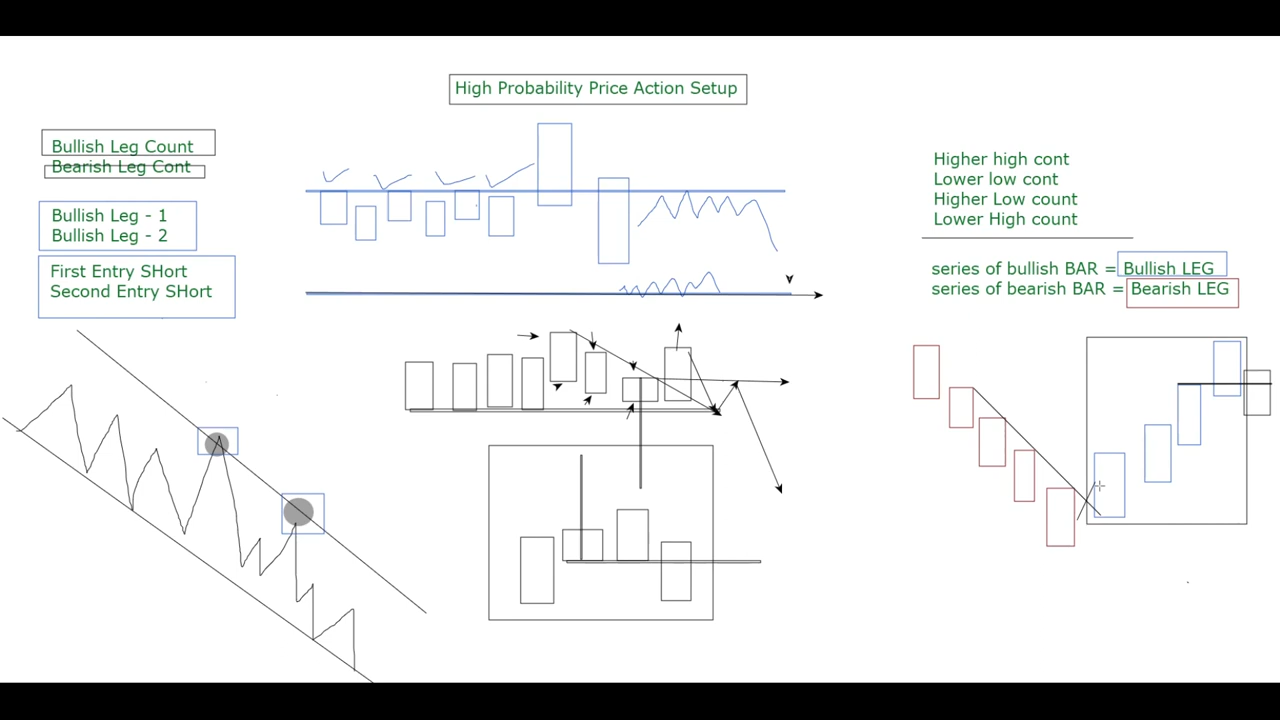 High Probability Price Action Setup
Bullish Leg Count
Bearish Leg Cont
Bullish Leg - 1
Bullish Leg - 2
First Entry SHort
Second Entry SHort
Higher high cont
Lower low cont
Higher Low count
Lower High count
series of bullish BAR = Bullish LEG
series of bearish BAR = Bearish LEG